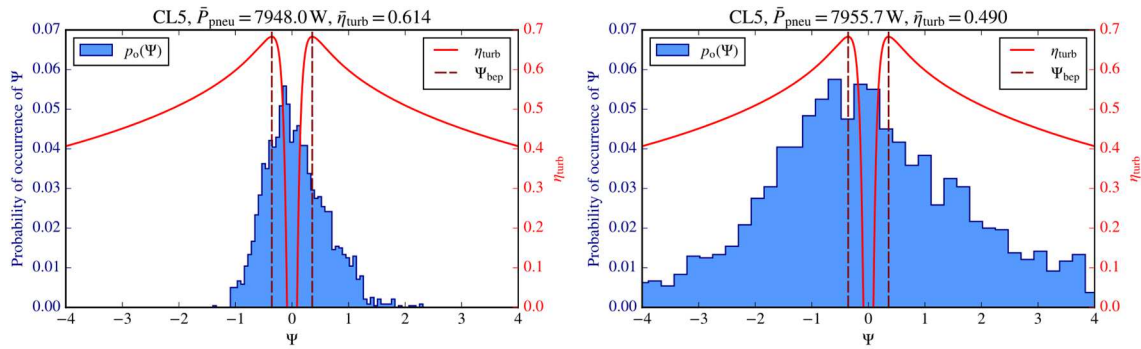 CL5, P̄pneu = 7948.0 W, η̄turb = 0.614
0.07
0.06
0.05
0.04
0.03
0.02
0.01
0.00
Probability of occurrence of Ψ
po(Ψ)
ηturb
Ψbep
0.7
0.6
0.5
0.4
0.3
0.2
0.1
0.0
ηturb
−4 −3 −2 −1 0 1 2 3 4
Ψ
CL5, P̄pneu = 7955.7 W, η̄turb = 0.490
0.07
0.06
0.05
0.04
0.03
0.02
0.01
0.00
Probability of occurrence of Ψ
po(Ψ)
ηturb
Ψbep
0.7
0.6
0.5
0.4
0.3
0.2
0.1
0.0
ηturb
−4 −3 −2 −1 0 1 2 3 4
Ψ